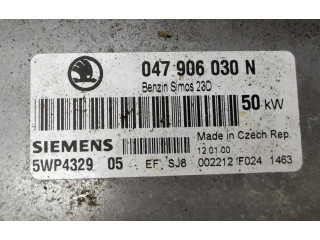 047 906 030 N
Benzin Simos 23D
50 kW
SIEMENS
Made in Czech Rep.
12.01.00
5WP4329 05 EF SJ8 002212 F024 1463